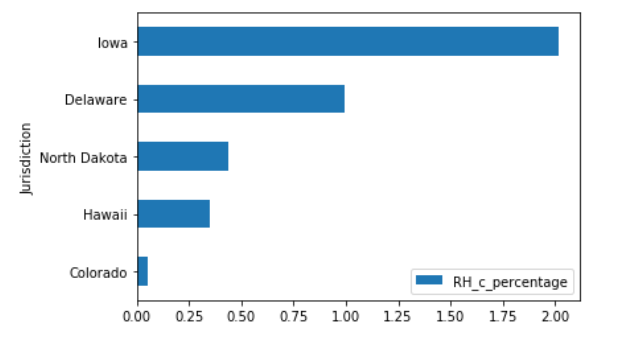 Iowa
Delaware
North Dakota
Hawaii
Colorado
Jurisdiction
RH_c_percentage
0.00 0.25 0.50 0.75 1.00 1.25 1.50 1.75 2.00